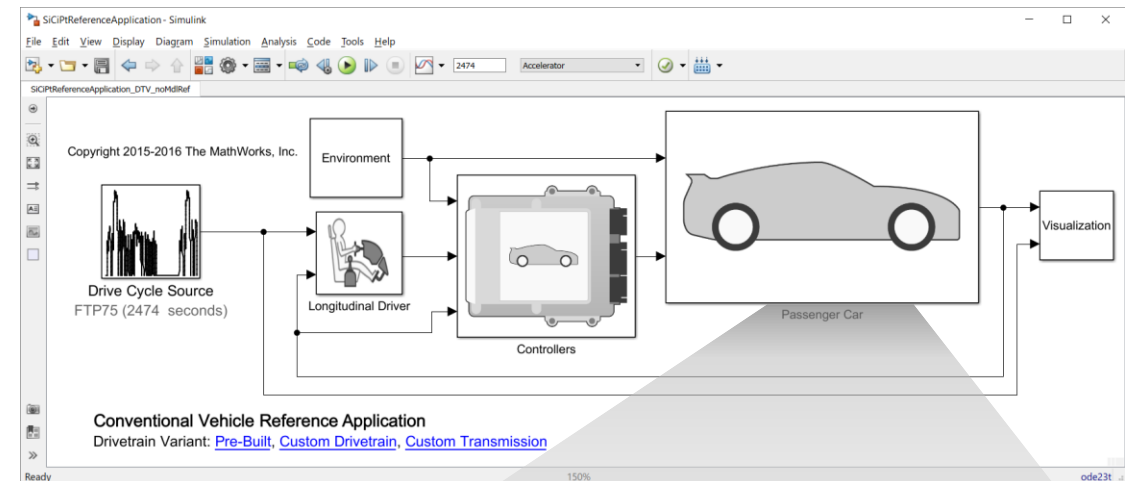 SiCiPtReferenceApplication - Simulink
File Edit View Display Diagram Simulation Analysis Code Tools Help
2474 Accelerator
SiCiPtReferenceApplication_DTV_noMdlRef
Copyright 2015-2016 The MathWorks, Inc.
Environment
Visualization
Drive Cycle Source
FTP75 (2474 seconds)
Longitudinal Driver
Passenger Car
Controllers
Conventional Vehicle Reference Application
Drivetrain Variant: Pre-Built, Custom Drivetrain, Custom Transmission
Ready 150% ode23t